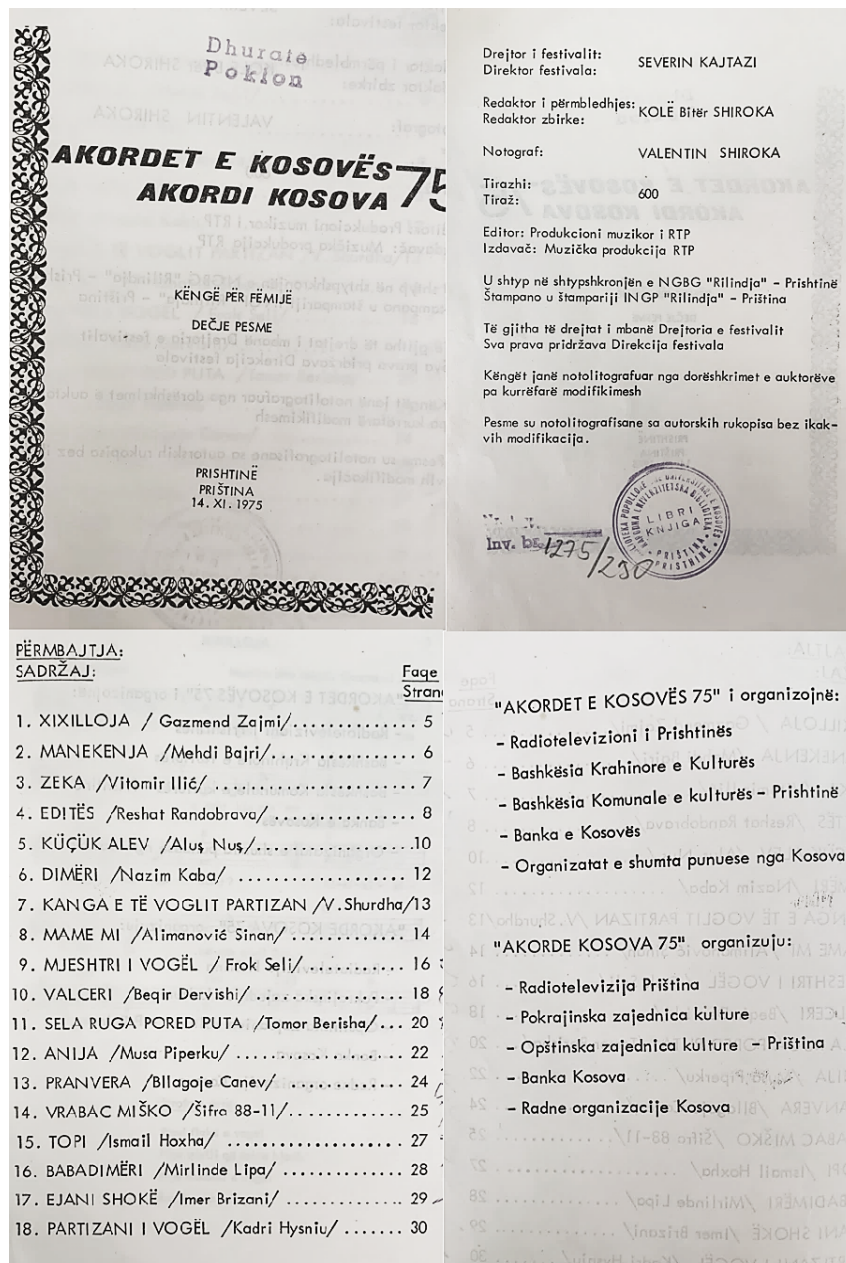 Dhuratë
Poklon
AKORDET E KOSOVËS 75
AKORDI KOSOVA
KËNGË PËR FËMIJË
DEČJE PESME
PRISHTINË
PRIŠTINA
14. XI. 1975
Drejtor i festivalit:
Direktor festivala:
SEVERIN KAJTAZI
Redaktor i përmbledhjes:
Redaktor zbirke:
KOLË Bitër SHIROKA
Notograf: VALENTIN SHIROKA
Tirazhi:
Tiraž:
600
Editor: Produkcioni muzikor i RTP
Izdavač: Muzička produkcija RTP
U shtyp në shtypshkronjën e NGBG "Rilindja" – Prishtinë
Štampano u štampariji INGP "Rilindja" – Priština
Të gjitha të drejtat i mbanë Drejtoria e festivalit
Sva prava pridržava Direkcija festivala
Këngët janë notolitografuar nga dorëshkrimet e auktorëve
pa kurrëfarë modifikimesh
Pesme su notolitografisane sa autorskih rukopisa bez ikak-
vih modifikacija.
LIBRI
KNJIGA
PRIŠTINA
PRISHTINË
Inv. br. 1275/290
PËRMBAJTJA:
SADRŽAJ:
Faqe
Strana
1. XIXILLOJA / Gazmend Zajmi/................ 5
2. MANEKENJA /Mehdi Bajri/................... 6
3. ZEKA /Vitomir Ilić/ ........................ 7
4. EDITËS /Reshat Randobrava/ ................. 8
5. KÜÇÜK ALEV /Aluş Nuş/....................10
6. DIMËRI /Nazim Kaba/ .................... 12
7. KANGA E TË VOGLIT PARTIZAN /V.Shurdha/13
8. MAME MI /Alimanović Sinan/ ............. 14
9. MJESHTRI I VOGËL / Frok Seli/........... 16
10. VALCERI /Beqir Dervishi/ ................ 18
11. SELA RUGA PORED PUTA /Tomor Berisha/... 20
12. ANIJA /Musa Piperku/ ................... 22
13. PRANVERA /Bllagoje Canev/ ............. 24
14. VRABAC MIŠKO /Šifra 88-11/............. 25
15. TOPI /Ismail Hoxha/ .................... 27
16. BABADIMËRI /Mirlinde Lipa/ ............. 28
17. EJANI SHOKË /Imer Brizani/ ............. 29
18. PARTIZANI I VOGËL /Kadri Hysniu/ ....... 30
"AKORDET E KOSOVËS 75" i organizojnë:
– Radiotelevizioni i Prishtinës
– Bashkësia Krahinore e Kulturës
– Bashkësia Komunale e kulturës – Prishtinë
– Banka e Kosovës
– Organizatat e shumta punuese nga Kosova
"AKORDE KOSOVA 75" organizuju:
– Radiotelevizija Priština
– Pokrajinska zajednica kulture
– Opštinska zajednica kulture – Priština
– Banka Kosova
– Radne organizacije Kosova